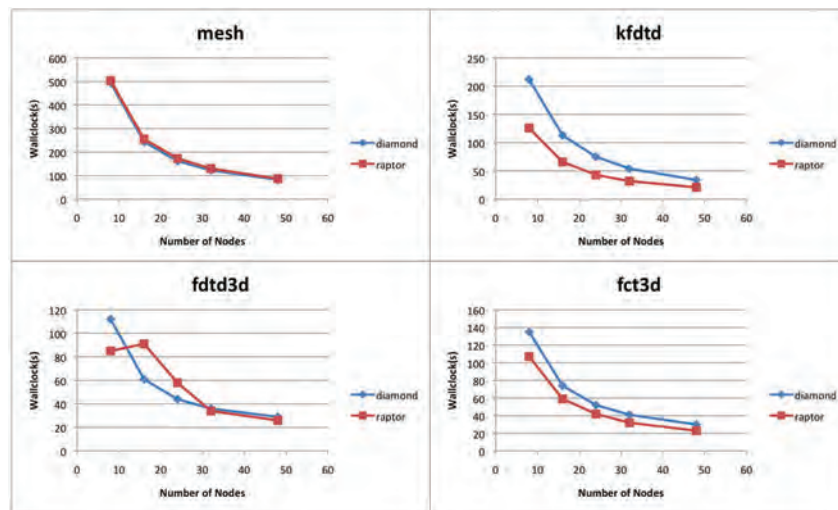 mesh
600
500
400
300
200
100
0
Wallclock(s)
0 10 20 30 40 50 60
Number of Nodes
diamond
raptor
kfdtd
250
200
150
100
50
0
Wallclock(s)
0 10 20 30 40 50 60
Number of Nodes
diamond
raptor
fdtd3d
120
100
80
60
40
20
0
Wallclock(s)
0 10 20 30 40 50 60
Number of Nodes
diamond
raptor
fct3d
160
140
120
100
80
60
40
20
0
Wallclock(s)
0 10 20 30 40 50 60
Number of Nodes
diamond
raptor